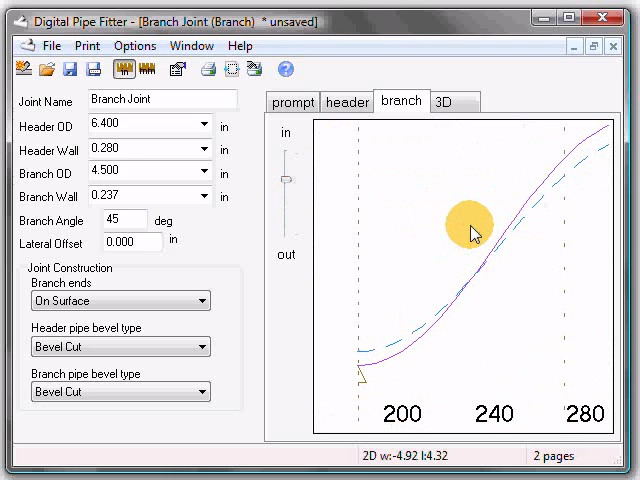 Digital Pipe Fitter - [Branch Joint (Branch) * unsaved]
File Print Options Window Help
Joint Name Branch Joint
Header OD 6.400 in
Header Wall 0.280 in
Branch OD 4.500 in
Branch Wall 0.237 in
Branch Angle 45 deg
Lateral Offset 0.000 in
Joint Construction
Branch ends
On Surface
Header pipe bevel type
Bevel Cut
Branch pipe bevel type
Bevel Cut
prompt header branch 3D
in
out
200 240 280
2D w:-4.92 l:4.32 2 pages